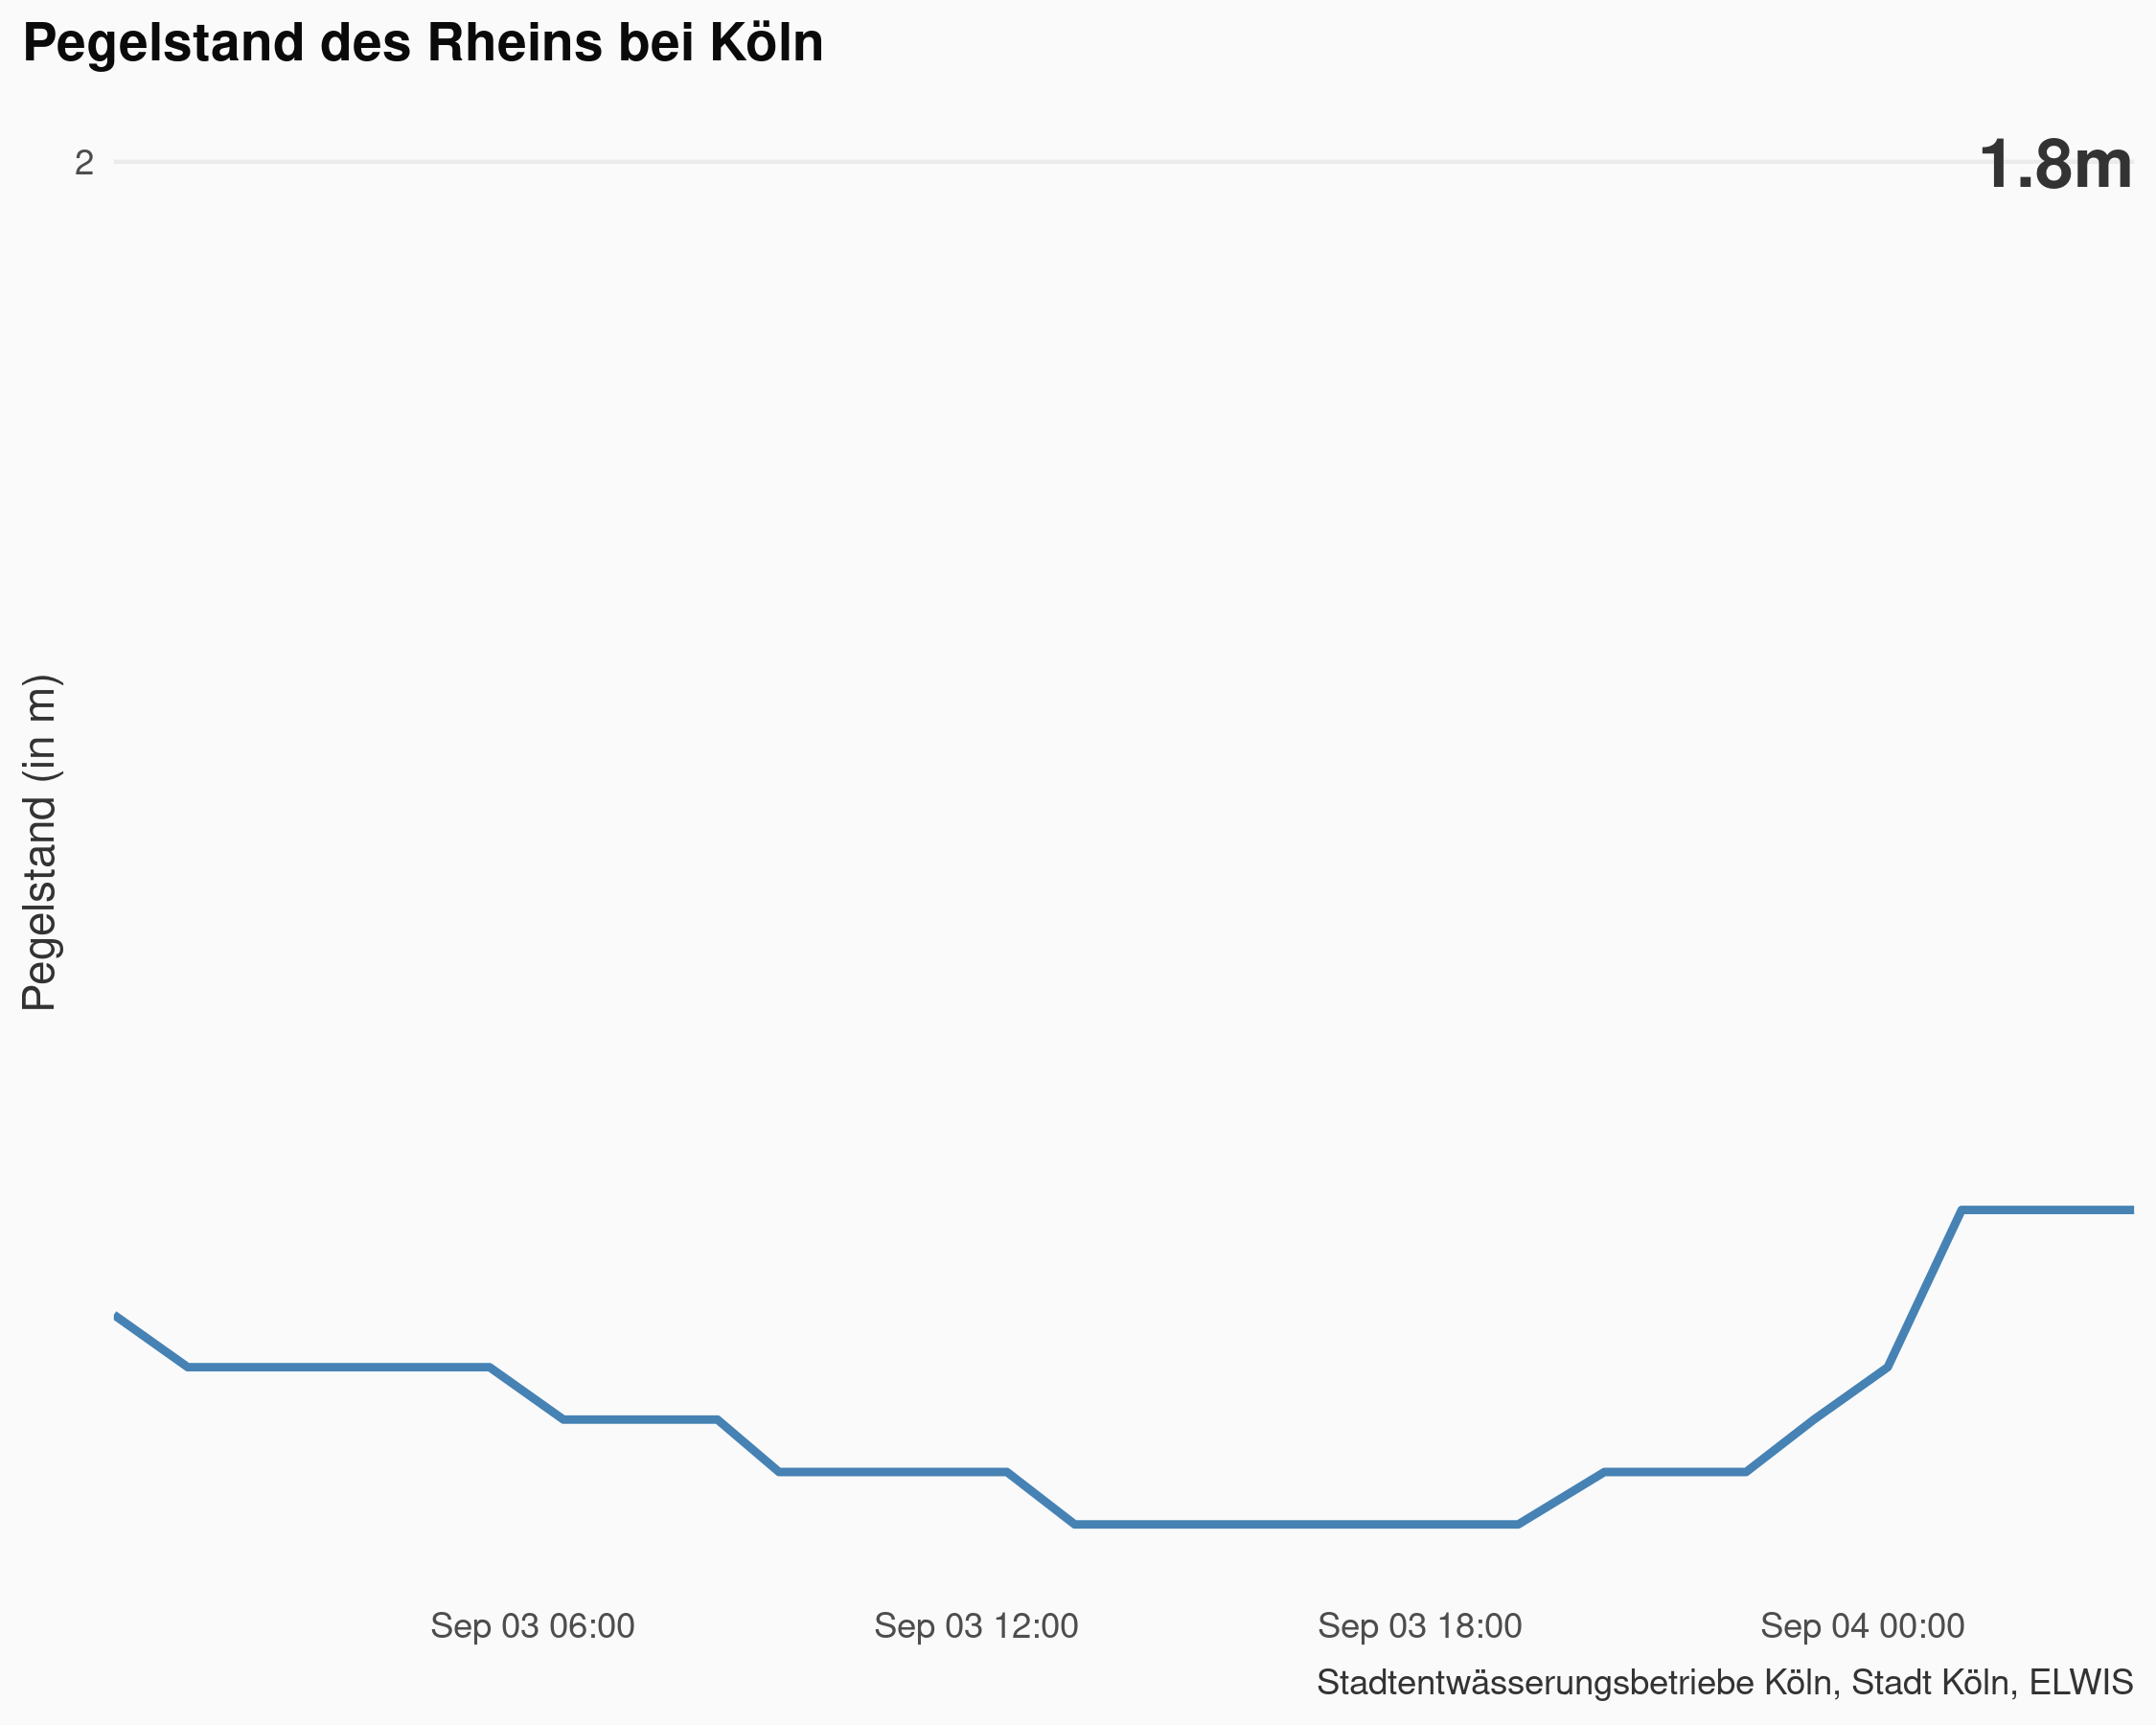 Pegelstand des Rheins bei Köln
2
1.8m
Pegelstand (in m)
Sep 03 06:00
Sep 03 12:00
Sep 03 18:00
Sep 04 00:00
Stadtentwässerungsbetriebe Köln, Stadt Köln, ELWIS